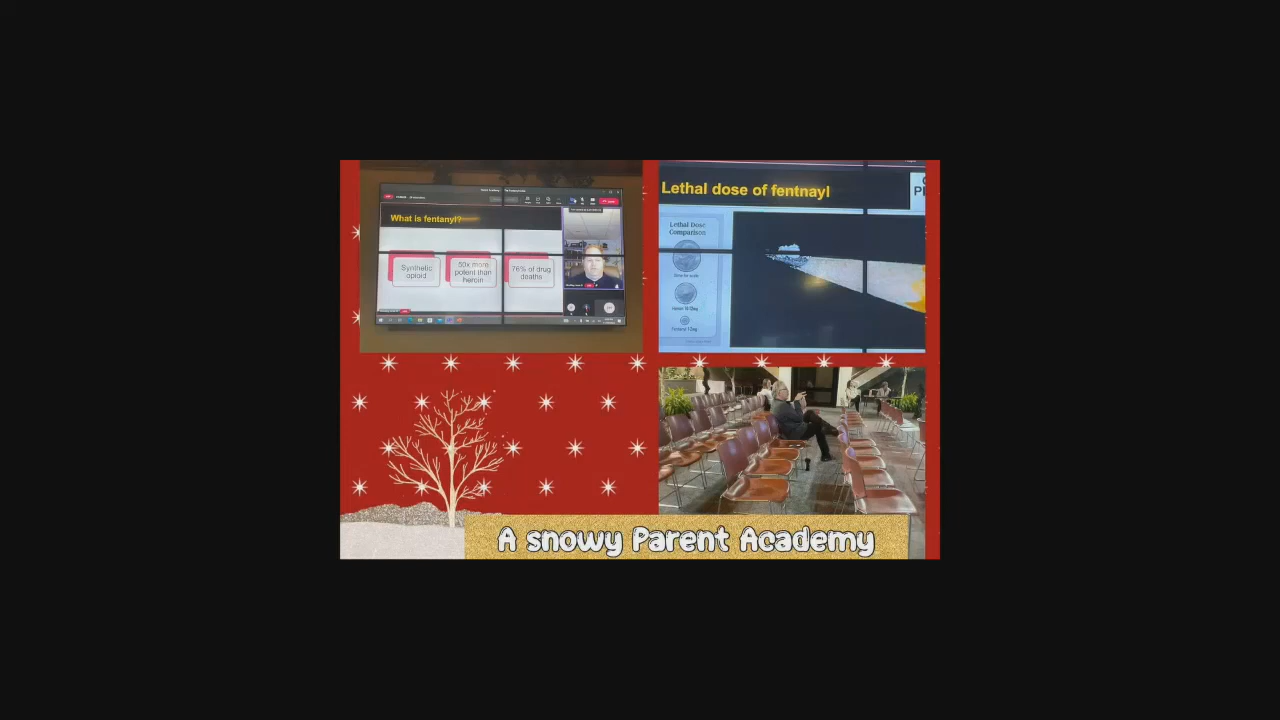 What is fentanyl?
Synthetic
opioid
50x more
potent than
heroin
76% of drug
deaths
Lethal dose of fentnayl
Lethal Dose
Comparison
A snowy Parent Academy